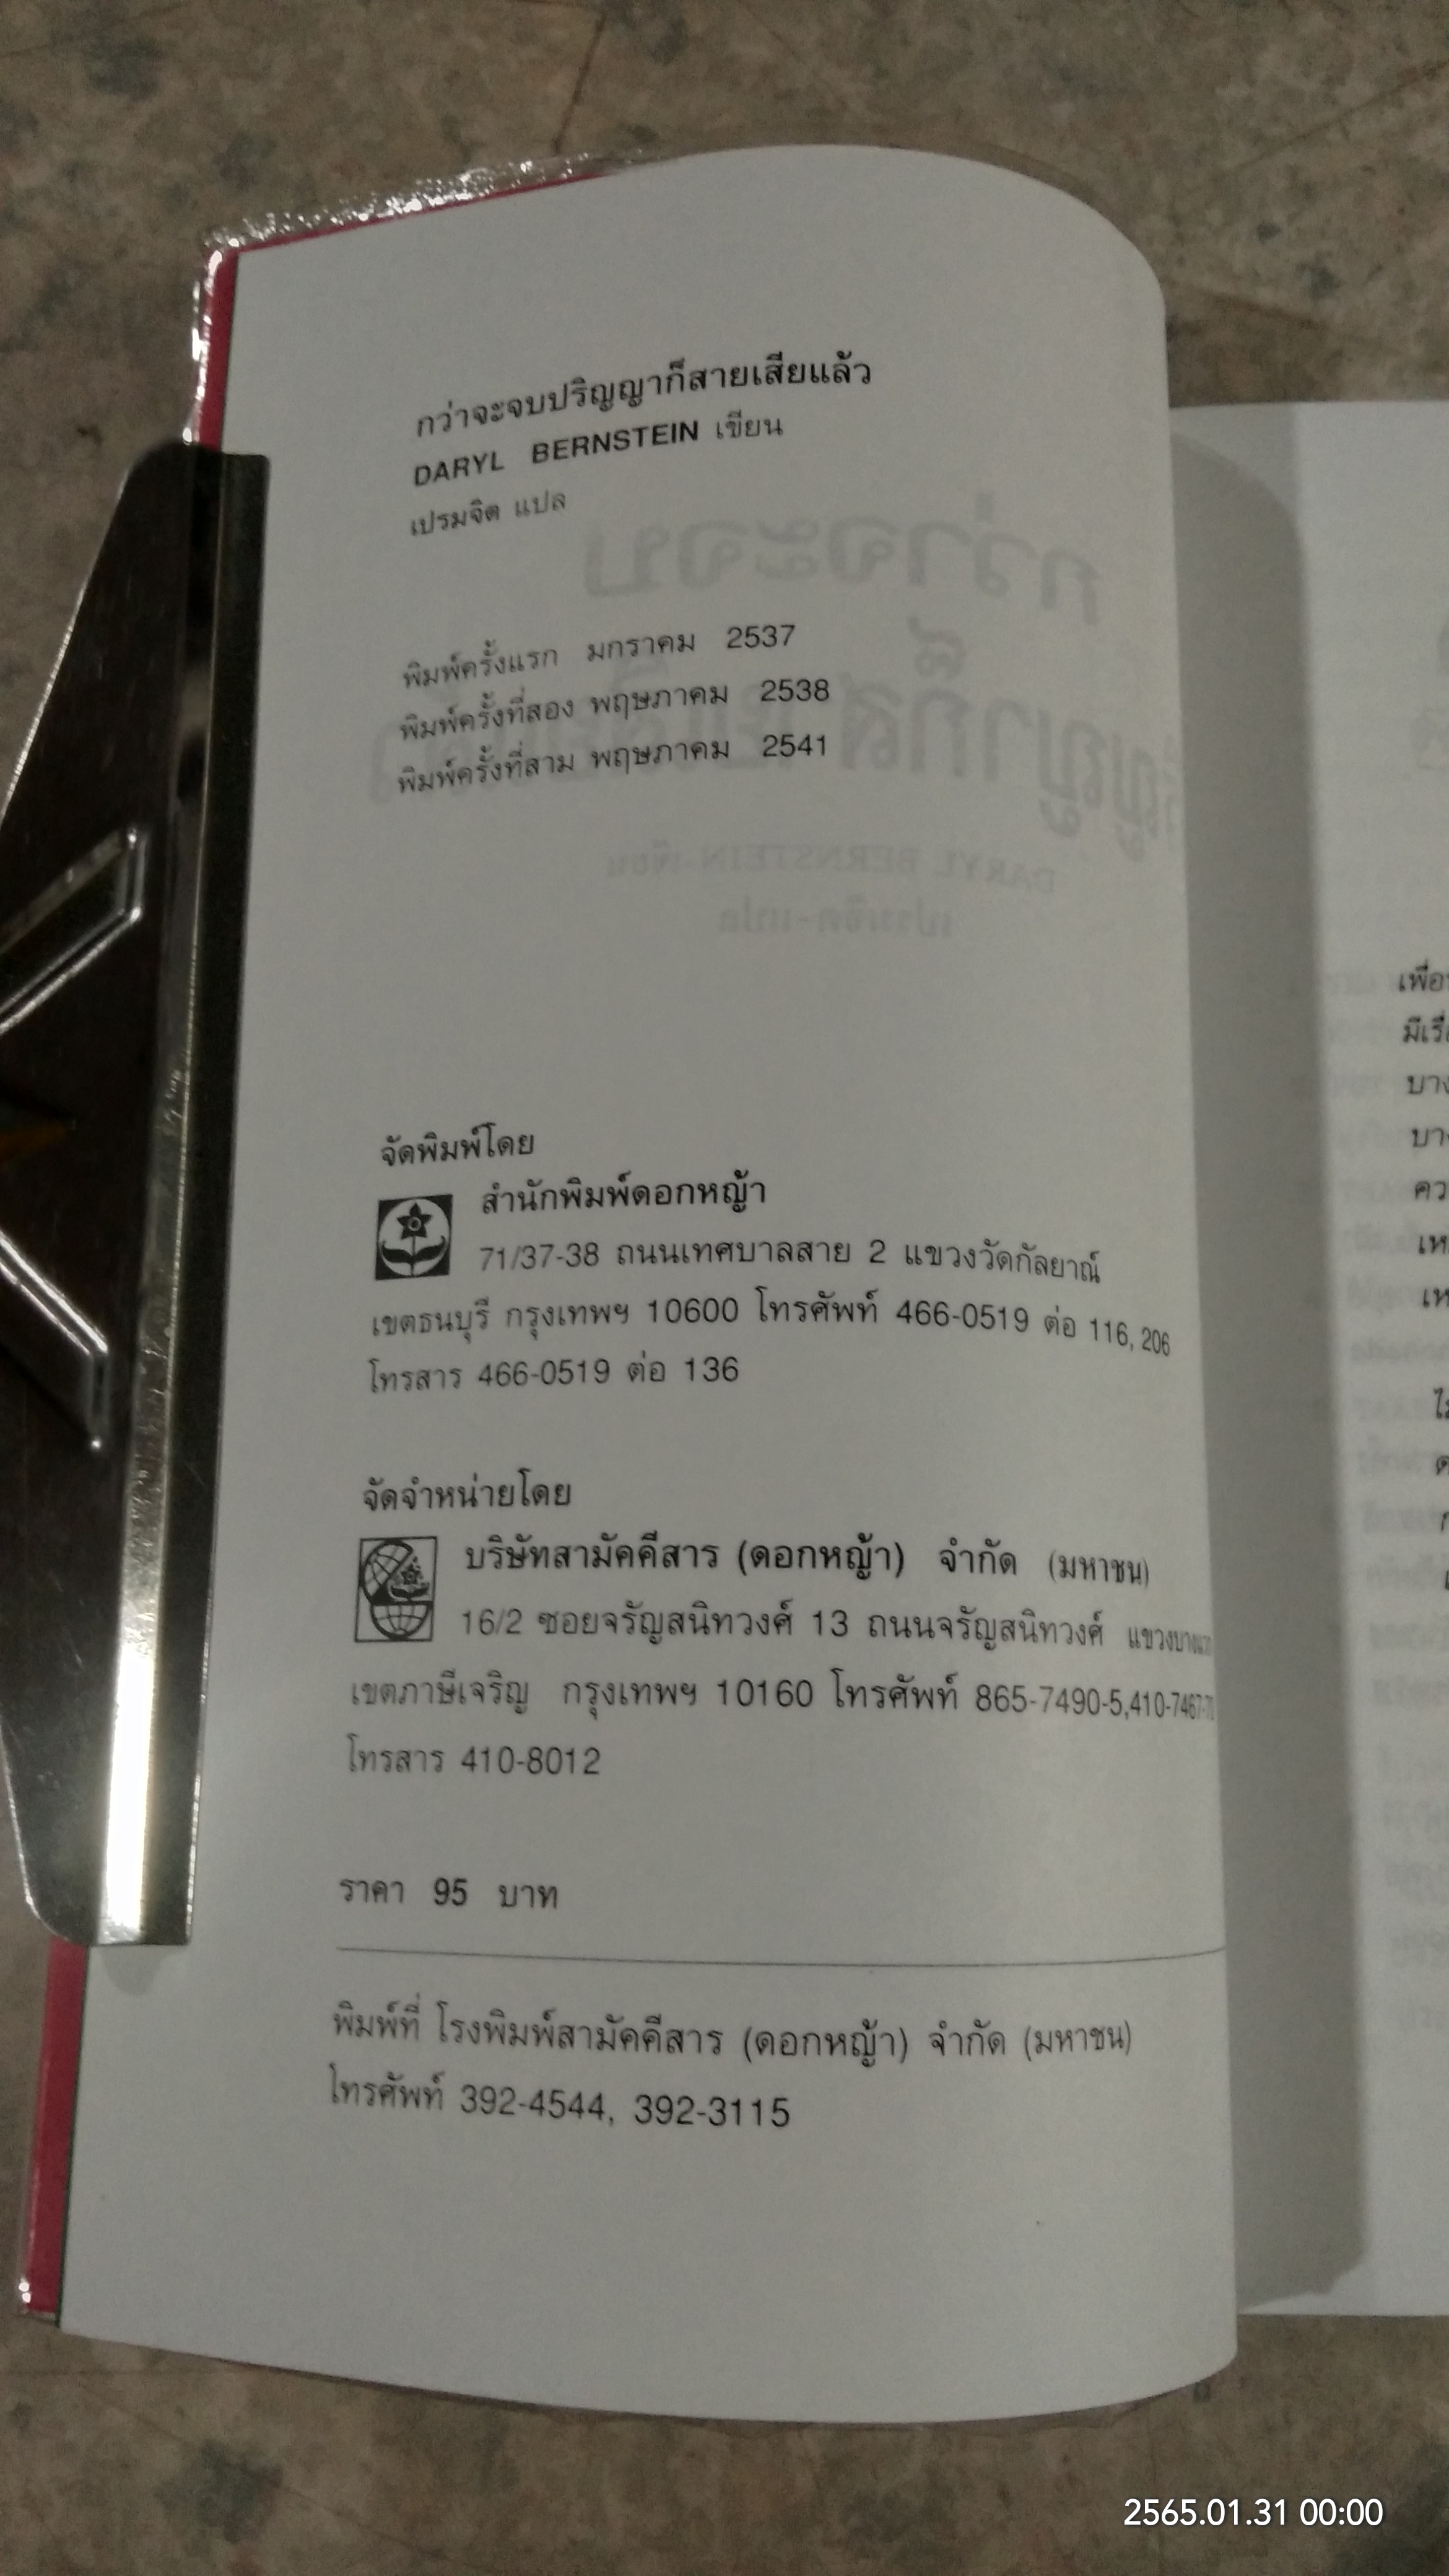 กว่าจะจบปริญญาก็สายเสียแล้ว
DARYL BERNSTEIN เขียน
เปรมจิต แปล
พิมพ์ครั้งแรก มกราคม 2537
พิมพ์ครั้งที่สอง พฤษภาคม 2538
พิมพ์ครั้งที่สาม พฤษภาคม 2541
จัดพิมพ์โดย
สำนักพิมพ์ดอกหญ้า
71/37-38 ถนนเทศบาลสาย 2 แขวงวัดกัลยาณ์
เขตธนบุรี กรุงเทพฯ 10600 โทรศัพท์ 466-0519 ต่อ 116, 206
โทรสาร 466-0519 ต่อ 136
จัดจำหน่ายโดย
บริษัทสามัคคีสาร (ดอกหญ้า) จำกัด (มหาชน)
16/2 ซอยจรัญสนิทวงศ์ 13 ถนนจรัญสนิทวงศ์
เขตภาษีเจริญ กรุงเทพฯ 10160 โทรศัพท์ 865-7490-5,
โทรสาร 410-8012
ราคา 95 บาท
พิมพ์ที่ โรงพิมพ์สามัคคีสาร (ดอกหญ้า) จำกัด (มหาชน)
โทรศัพท์ 392-4544, 392-3115
2565.01.31 00:00